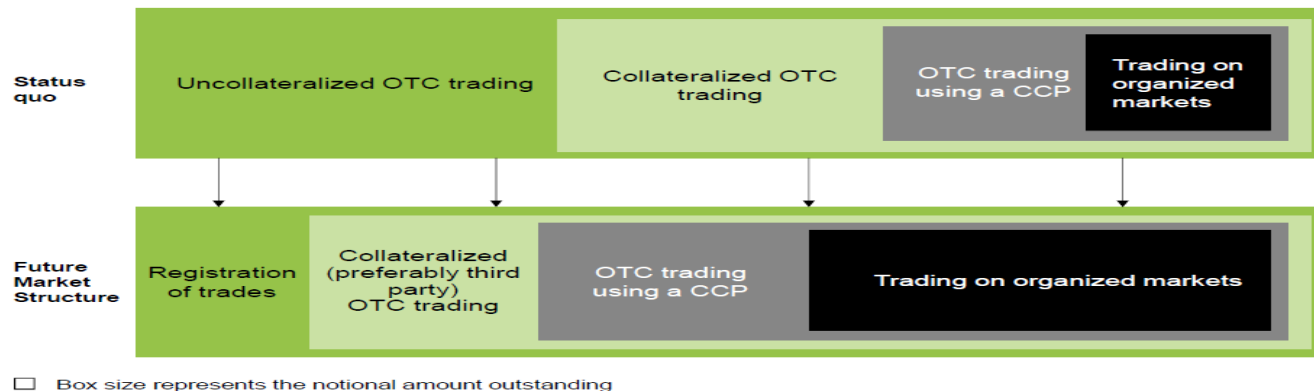 Status
quo
Uncollateralized OTC trading
Collateralized OTC
trading
OTC trading
using a CCP
Trading on
organized
markets
Future
Market
Structure
Registration
of trades
Collateralized
(preferably third
party)
OTC trading
OTC trading
using a CCP
Trading on organized markets
Box size represents the notional amount outstanding